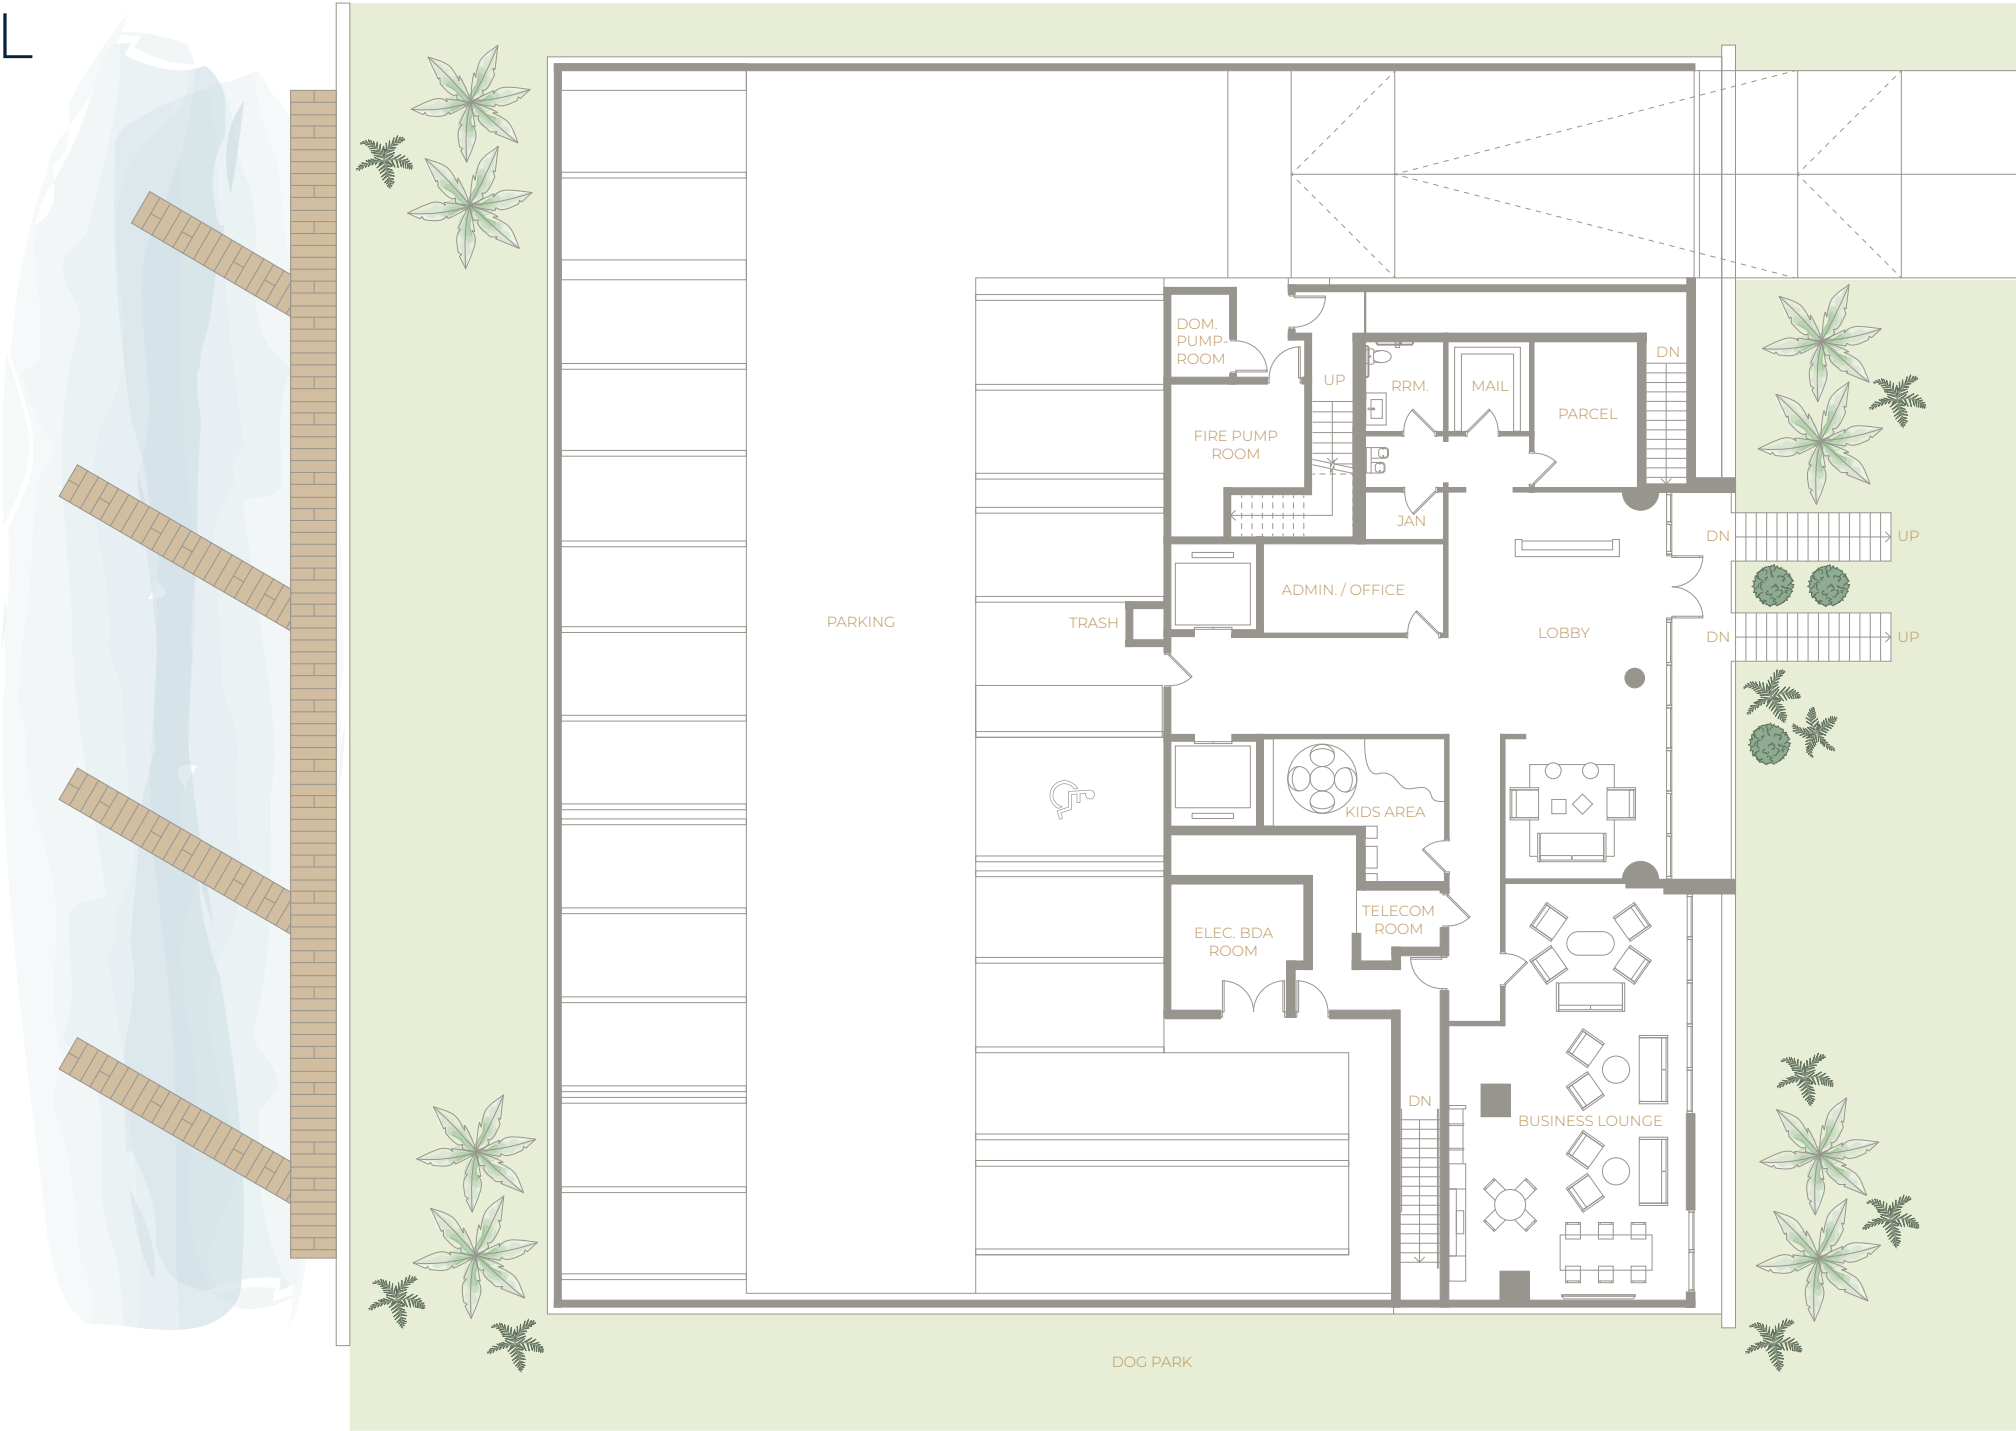 L
DOM.
PUMP-
ROOM
UP
RRM.
MAIL
DN
PARCEL
FIRE PUMP
ROOM
JAN
DN
UP
ADMIN. / OFFICE
PARKING
TRASH
LOBBY
DN
UP
KIDS AREA
TELECOM
ROOM
ELEC. BDA
ROOM
DN
BUSINESS LOUNGE
DOG PARK